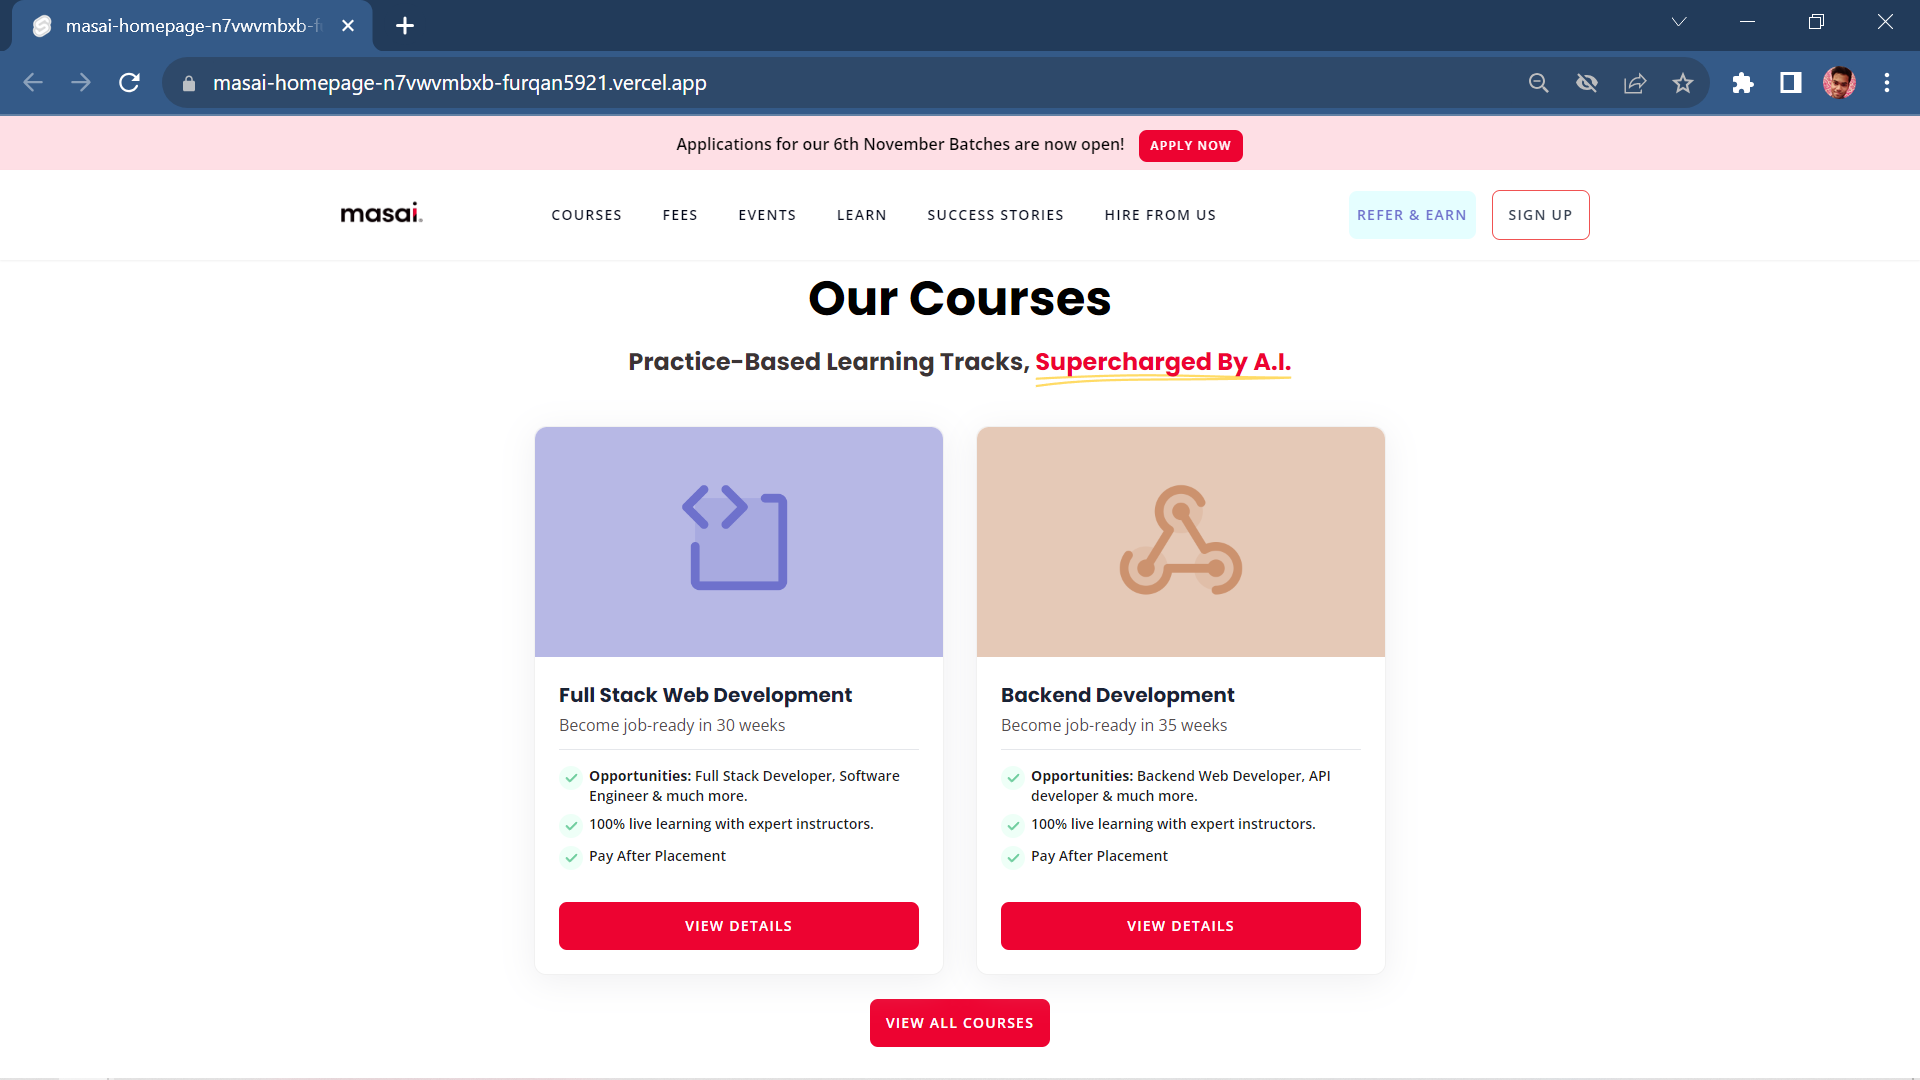 masai-homepage-n7vwvmbxb-f
masai-homepage-n7vwvmbxb-furqan5921.vercel.app
Applications for our 6th November Batches are now open! APPLY NOW
masai. COURSES FEES EVENTS LEARN SUCCESS STORIES HIRE FROM US REFER & EARN SIGN UP
Our Courses
Practice-Based Learning Tracks, Supercharged By A.I.
Full Stack Web Development
Become job-ready in 30 weeks
Opportunities: Full Stack Developer, Software
Engineer & much more.
100% live learning with expert instructors.
Pay After Placement
VIEW DETAILS
Backend Development
Become job-ready in 35 weeks
Opportunities: Backend Web Developer, API
developer & much more.
100% live learning with expert instructors.
Pay After Placement
VIEW DETAILS
VIEW ALL COURSES